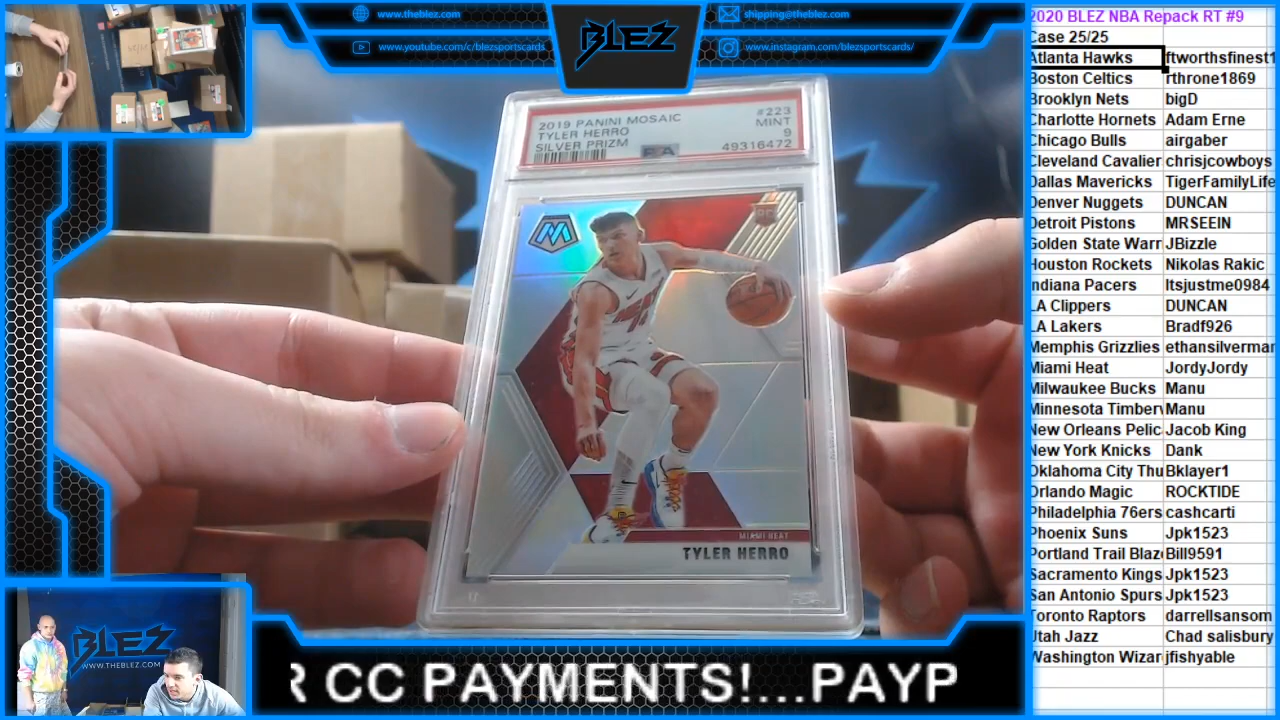 www.theblez.com
www.youtube.com/c/blezsportscards
BLEZ
shipping@theblez.com
www.instagram.com/blezsportscards/
2019 PANINI MOSAIC
TYLER HERRO
SILVER PRIZM
#223
MINT
9
49316472
M
RC
MIAMI HEAT
TYLER HERRO
BLEZ
WWW.THEBLEZ.COM
R CC PAYMENTS!...PAYP
2020 BLEZ NBA Repack RT #9
Case 25/25
Atlanta Hawks ftworthsfinest1
Boston Celtics rthrone1869
Brooklyn Nets bigD
Charlotte Hornets Adam Erne
Chicago Bulls airgaber
Cleveland Cavalier chrisjcowboys
Dallas Mavericks TigerFamilyLife
Denver Nuggets DUNCAN
Detroit Pistons MRSEEIN
Golden State Warr JBizzle
Houston Rockets Nikolas Rakic
Indiana Pacers Itsjustme0984
LA Clippers DUNCAN
LA Lakers Bradf926
Memphis Grizzlies ethansilverman
Miami Heat JordyJordy
Milwaukee Bucks Manu
Minnesota Timberv Manu
New Orleans Pelic Jacob King
New York Knicks Dank
Oklahoma City Thu Bklayer1
Orlando Magic ROCKTIDE
Philadelphia 76ers cashcarti
Phoenix Suns Jpk1523
Portland Trail Blaz Bill9591
Sacramento Kings Jpk1523
San Antonio Spurs Jpk1523
Toronto Raptors darrellsansom
Utah Jazz Chad salisbury
Washington Wizar jfishyable